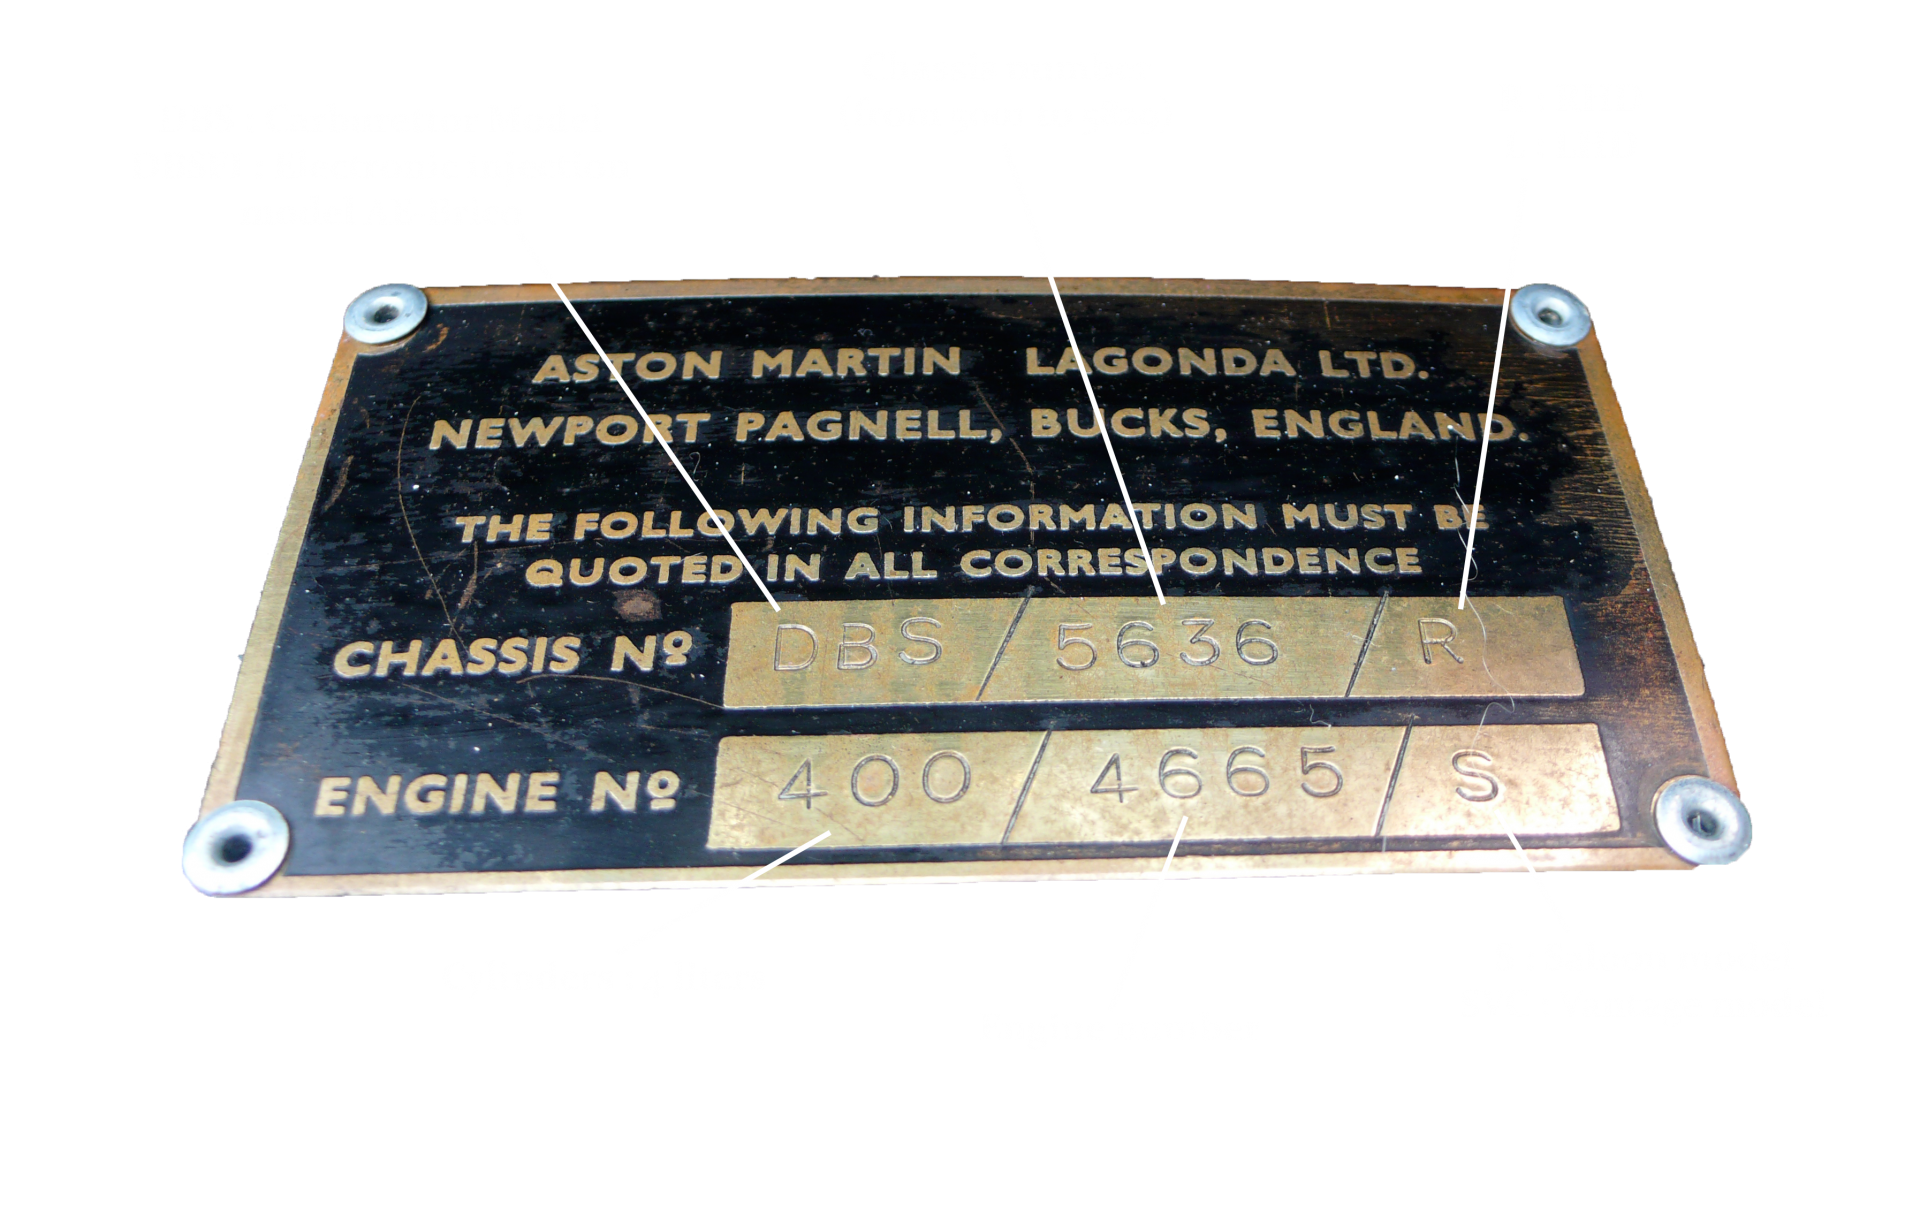 ASTON MARTIN LAGONDA LTD.
NEWPORT PAGNELL, BUCKS, ENGLAND.
THE FOLLOWING INFORMATION MUST BE
QUOTED IN ALL CORRESPONDENCE
CHASSIS Nº DBS / 5636 / R
ENGINE Nº 400 / 4665 / S